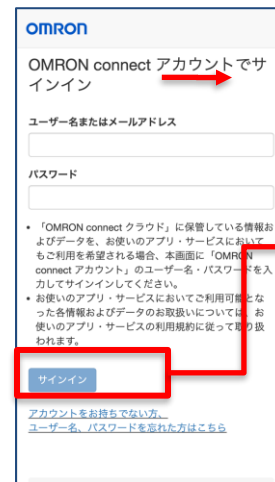 OMRON
OMRON connect アカウントでサ
インイン
ユーザー名またはメールアドレス
パスワード
• 「OMRON connect クラウド」に保管している情報お
よびデータを、お使いのアプリ・サービスにおいて
もご利用を希望される場合、本画面に「OMRON
connect アカウント」のユーザー名・パスワードを入
力してサインインしてください。
• お使いのアプリ・サービスにおいてご利用可能とな
った各情報およびデータのお取扱いについては、お
使いのアプリ・サービスの利用規約に従って取り扱
われます。
サインイン
アカウントをお持ちでない方、
ユーザー名、パスワードを忘れた方はこちら